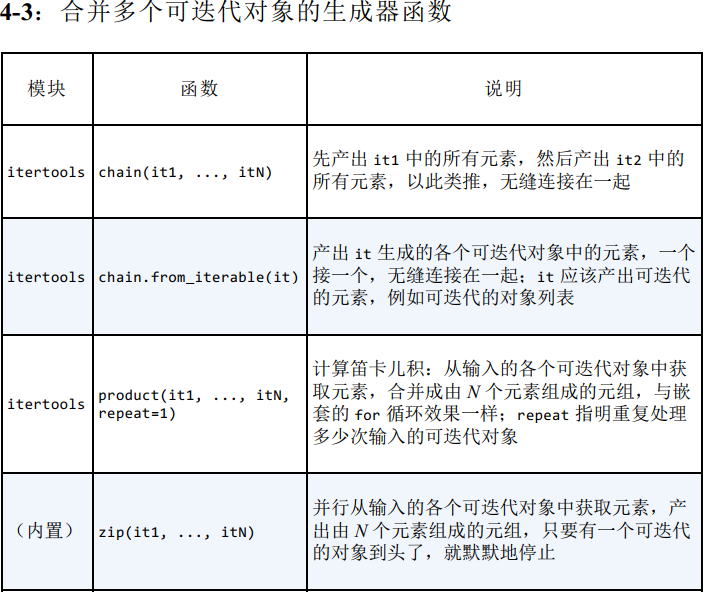 4-3：合并多个可迭代对象的生成器函数
模块 函数 说明
itertools chain(it1, ..., itN) 先产出 it1 中的所有元素，然后产出 it2 中的
所有元素，以此类推，无缝连接在一起
itertools chain.from_iterable(it) 产出 it 生成的各个可迭代对象中的元素，一个
接一个，无缝连接在一起；it 应该产出可迭代
的元素，例如可迭代的对象列表
itertools product(it1, ..., itN,
repeat=1)
计算笛卡儿积：从输入的各个可迭代对象中获
取元素，合并成由 N 个元素组成的元组，与嵌
套的 for 循环效果一样；repeat 指明重复处理
多少次输入的可迭代对象
（内置） zip(it1, ..., itN) 并行从输入的各个可迭代对象中获取元素，产
出由 N 个元素组成的元组，只要有一个可迭代
的对象到头了，就默默地停止